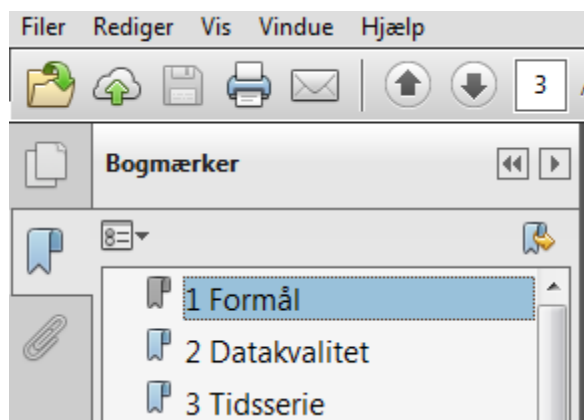 Filer Rediger Vis Vindue Hjælp
3
Bogmærker
1 Formål
2 Datakvalitet
3 Tidsserie